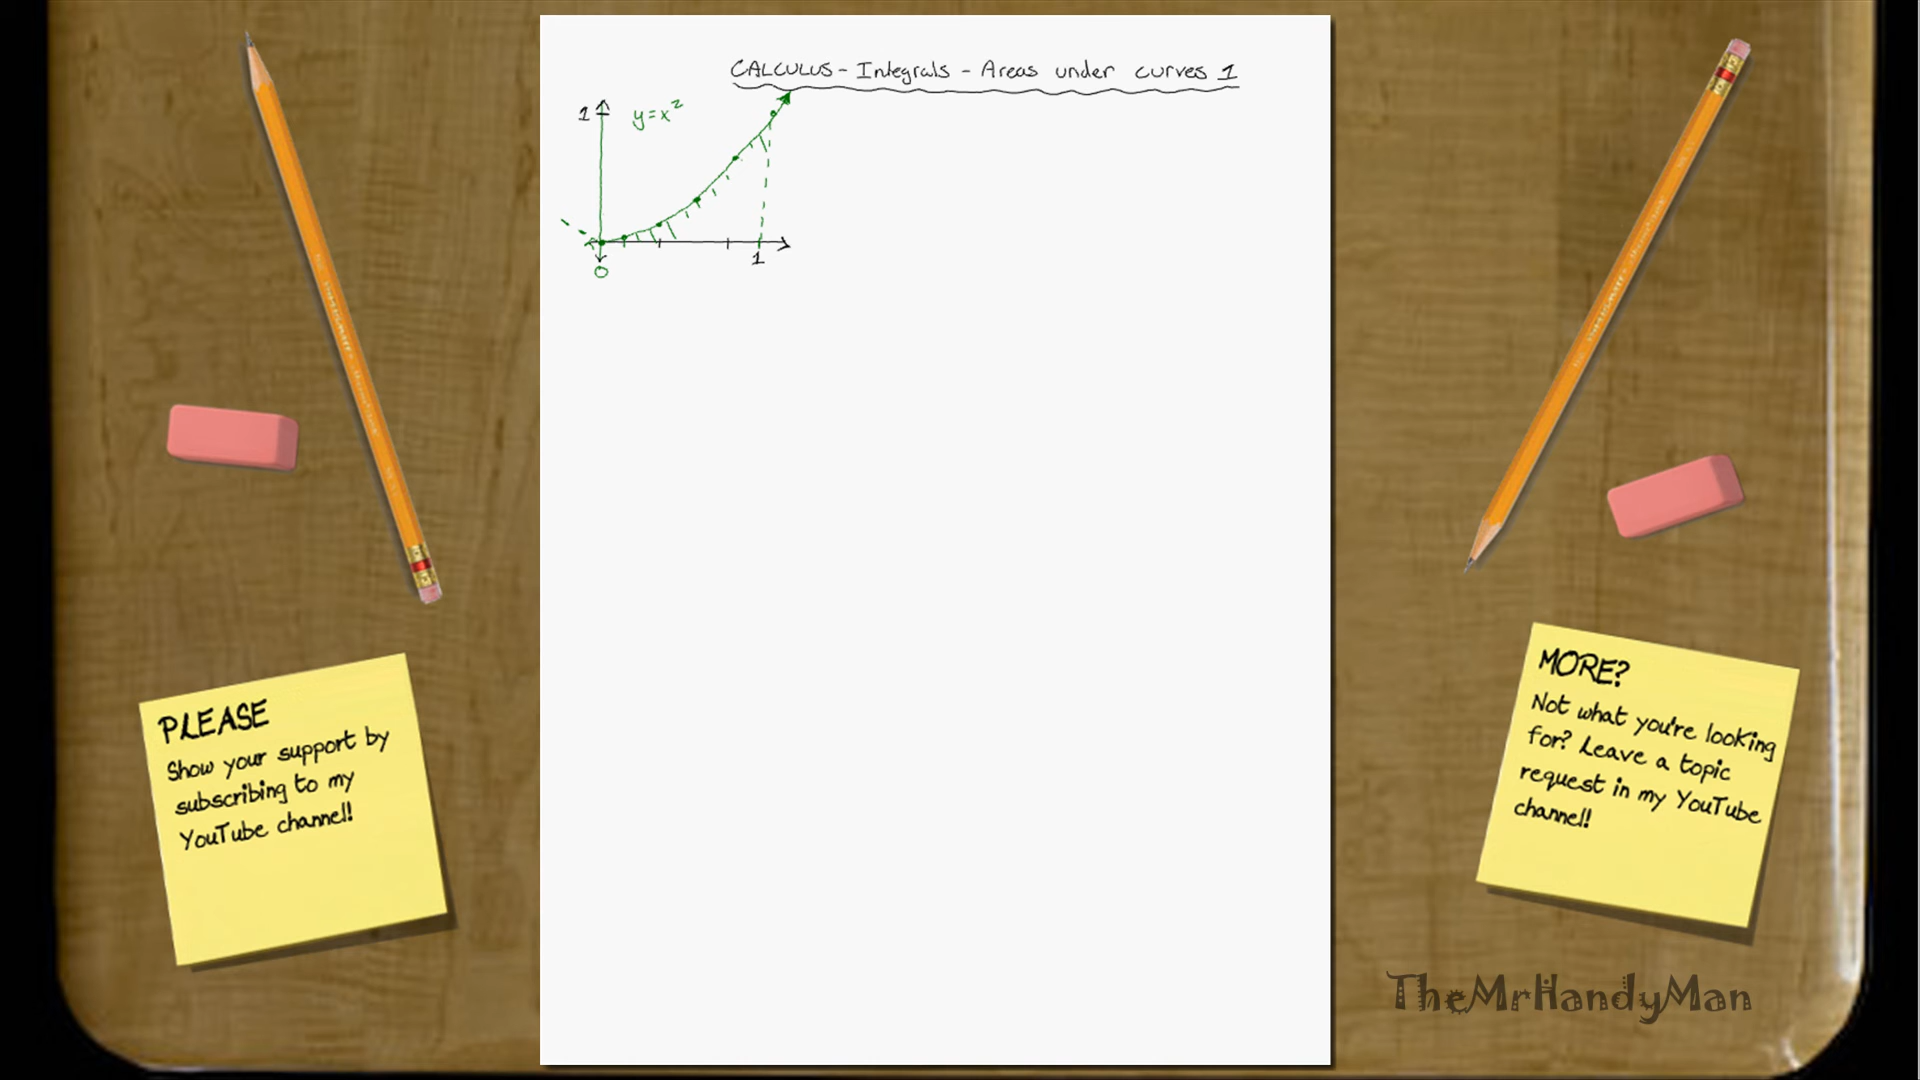 CALCULUS - Integrals - Areas under curves 1
1
y=x²
1
0
PLEASE
Show your support by
subscribing to my
YouTube channel!
MORE?
Not what you're looking
for? Leave a topic
request in my YouTube
channel!
TheMrHandyMan